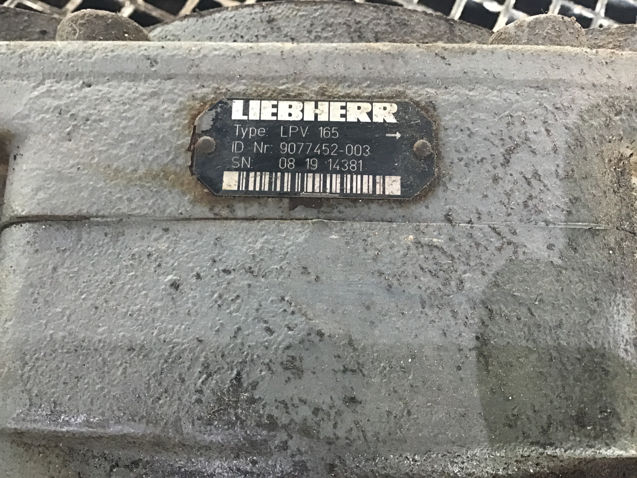 LIEBHERR
Type: LPV 165 →
ID Nr: 9077452-003
SN: 08 19 14381